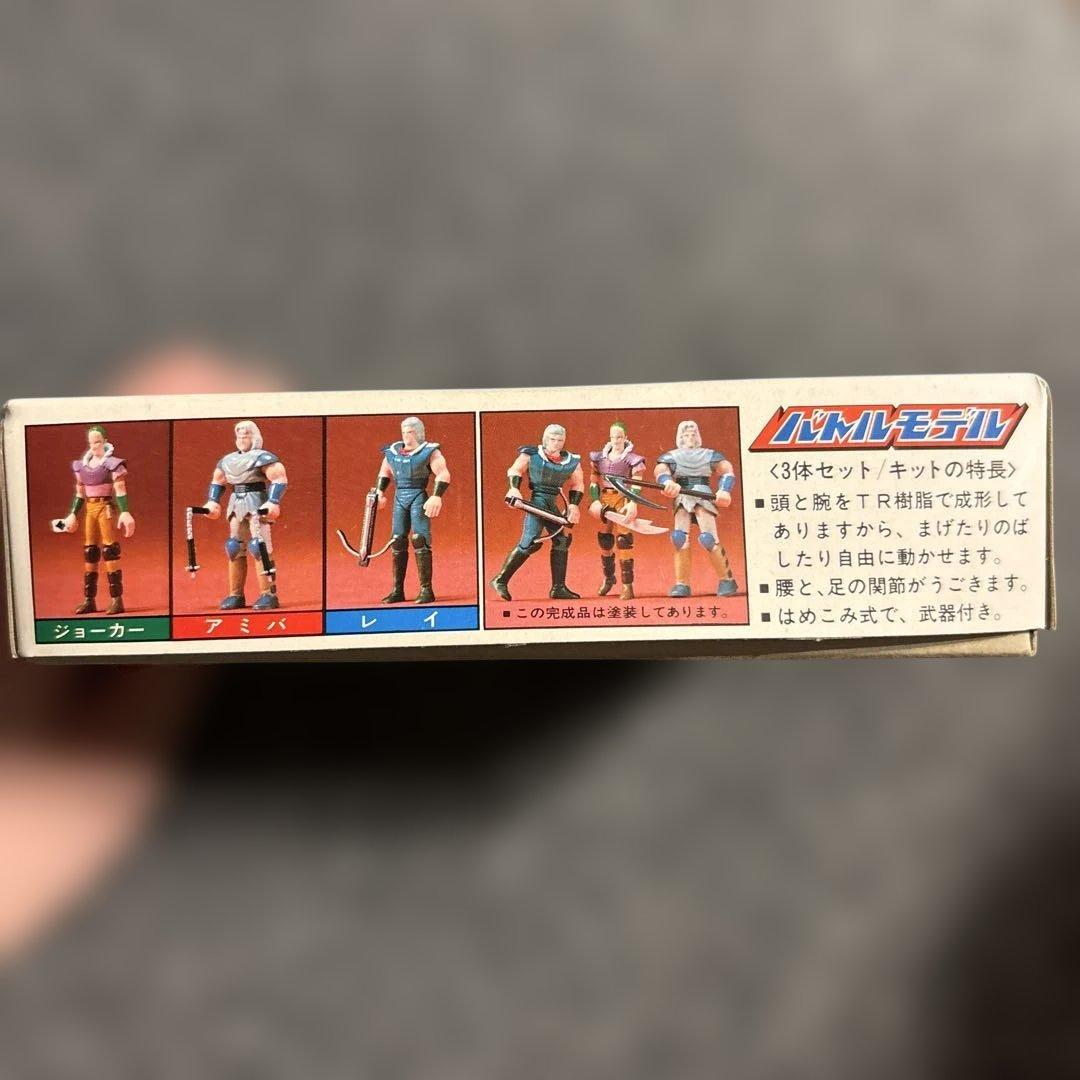 ジョーカー
アミバ
レイ
■この完成品は塗装してあります。
バトルモデル
〈3体セット/キットの特長〉
■頭と腕をTR樹脂で成形して
ありますから、まげたりのば
したり自由に動かせます。
■腰と、足の関節がうごきます。
■はめこみ式で、武器付き。